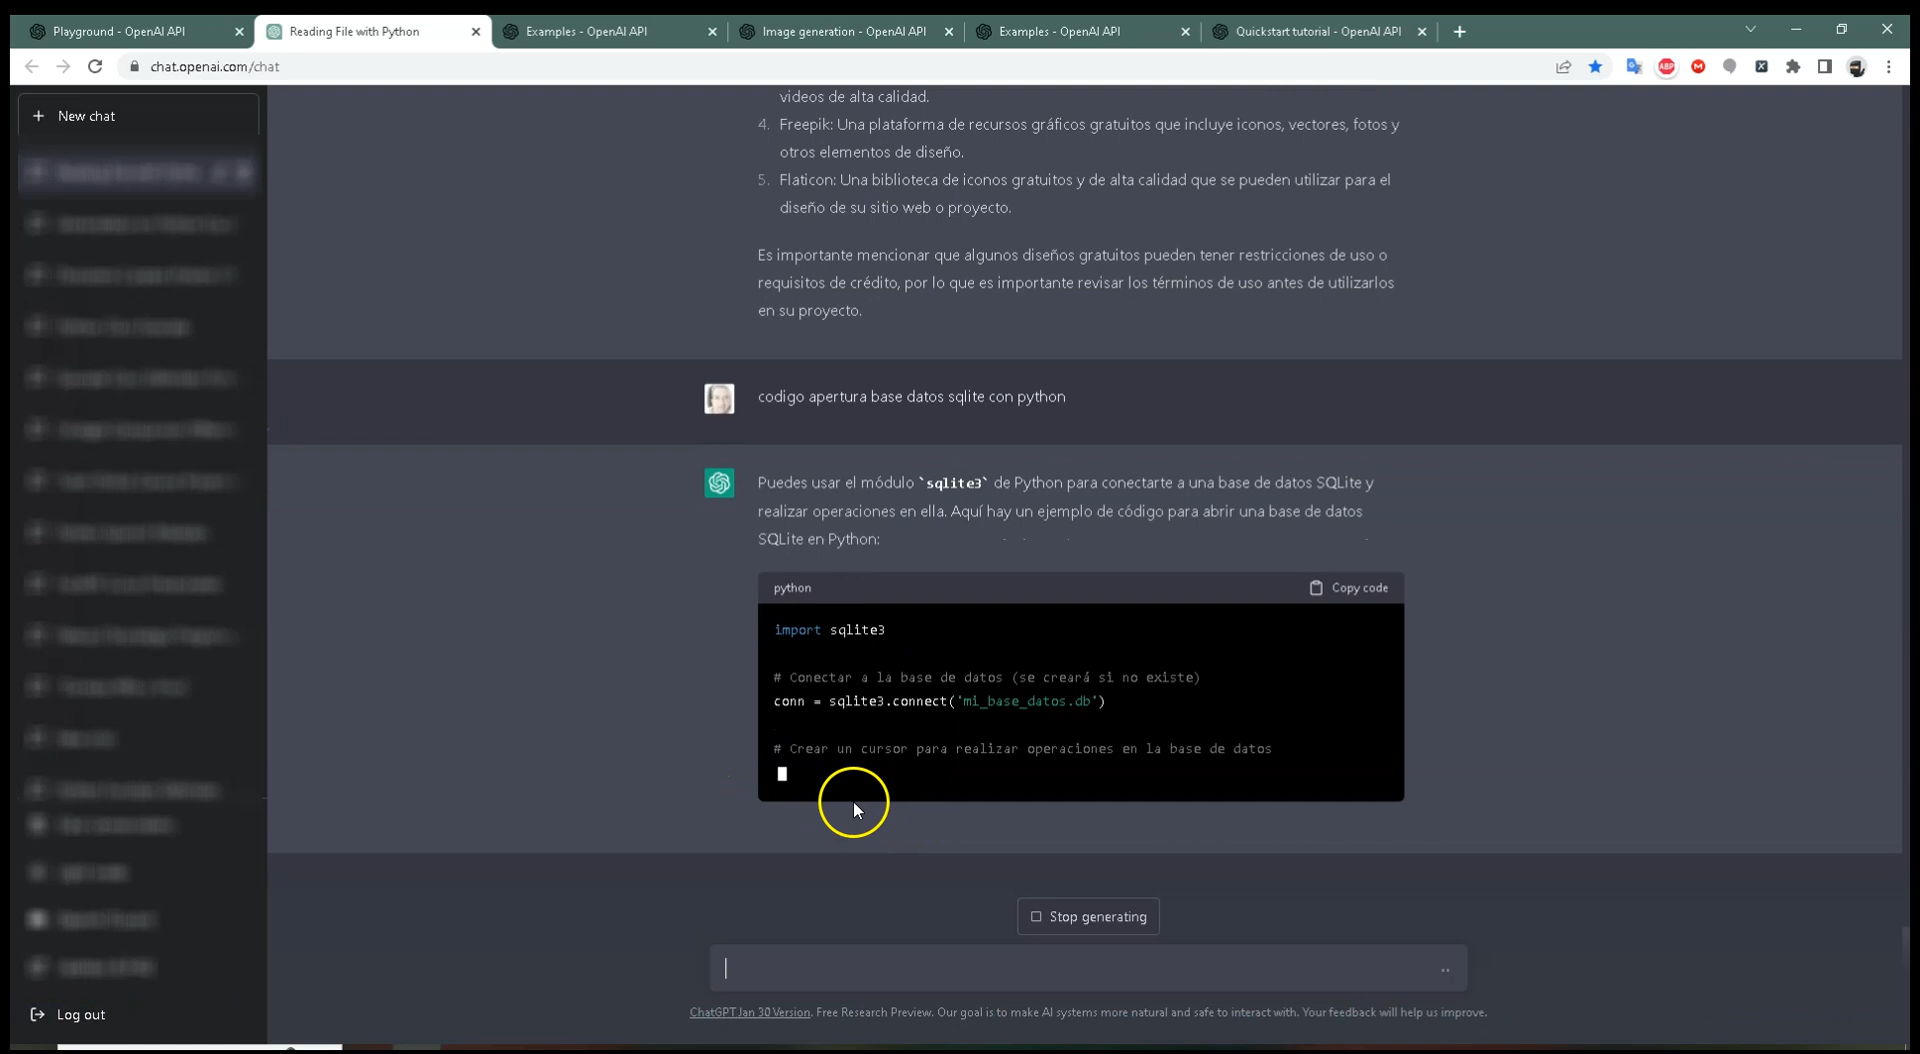 Playground - OpenAI API
Reading File with Python
Examples - OpenAI API
Image generation - OpenAI API
Examples - OpenAI API
Quickstart tutorial - OpenAI API
chat.openai.com/chat
ABP
New chat
videos de alta calidad.
4. Freepik: Una plataforma de recursos gráficos gratuitos que incluye iconos, vectores, fotos y
otros elementos de diseño.
5. Flaticon: Una biblioteca de iconos gratuitos y de alta calidad que se pueden utilizar para el
diseño de su sitio web o proyecto.
Es importante mencionar que algunos diseños gratuitos pueden tener restricciones de uso o
requisitos de crédito, por lo que es importante revisar los términos de uso antes de utilizarlos
en su proyecto.
codigo apertura base datos sqlite con python
Puedes usar el módulo `sqlite3` de Python para conectarte a una base de datos SQLite y
realizar operaciones en ella. Aquí hay un ejemplo de código para abrir una base de datos
SQLite en Python:
python
Copy code
import sqlite3
# Conectar a la base de datos (se creará si no existe)
conn = sqlite3.connect('mi_base_datos.db')
# Crear un cursor para realizar operaciones en la base de datos
Stop generating
ChatGPT Jan 30 Version. Free Research Preview. Our goal is to make AI systems more natural and safe to interact with. Your feedback will help us improve.
Log out